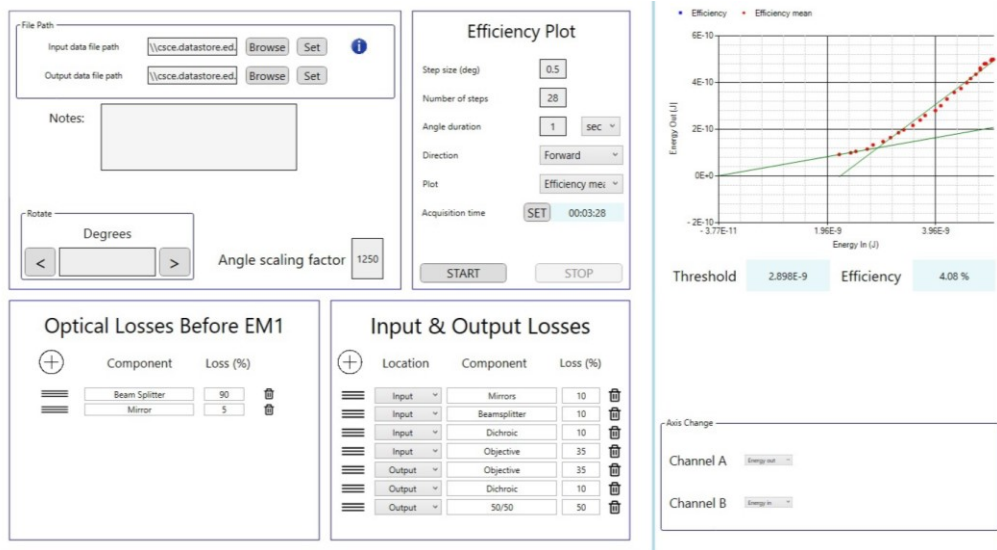 File Path
Input data file path \\csce.datastore.ed. Browse Set i
Output data file path \\csce.datastore.ed. Browse Set
Notes:
Rotate
Degrees
< > Angle scaling factor 1250
Efficiency Plot
Step size (deg) 0.5
Number of steps 28
Angle duration 1 sec
Direction Forward
Plot Efficiency mea
Acquisition time SET 00:03:28
START STOP
Efficiency Efficiency mean
6E-10
4E-10
2E-10
0E+0
- 2E-10
Energy Out (J)
- 3.77E-11 1.96E-9 3.96E-9
Energy In (J)
Threshold 2.898E-9 Efficiency 4.08 %
Optical Losses Before EM1
Component Loss (%)
Beam Splitter 90
Mirror 5
Input & Output Losses
Location Component Loss (%)
Input Mirrors 10
Input Beamsplitter 10
Input Dichroic 10
Input Objective 35
Output Objective 35
Output Dichroic 10
Output 50/50 50
Axis Change
Channel A Energy out
Channel B Energy in